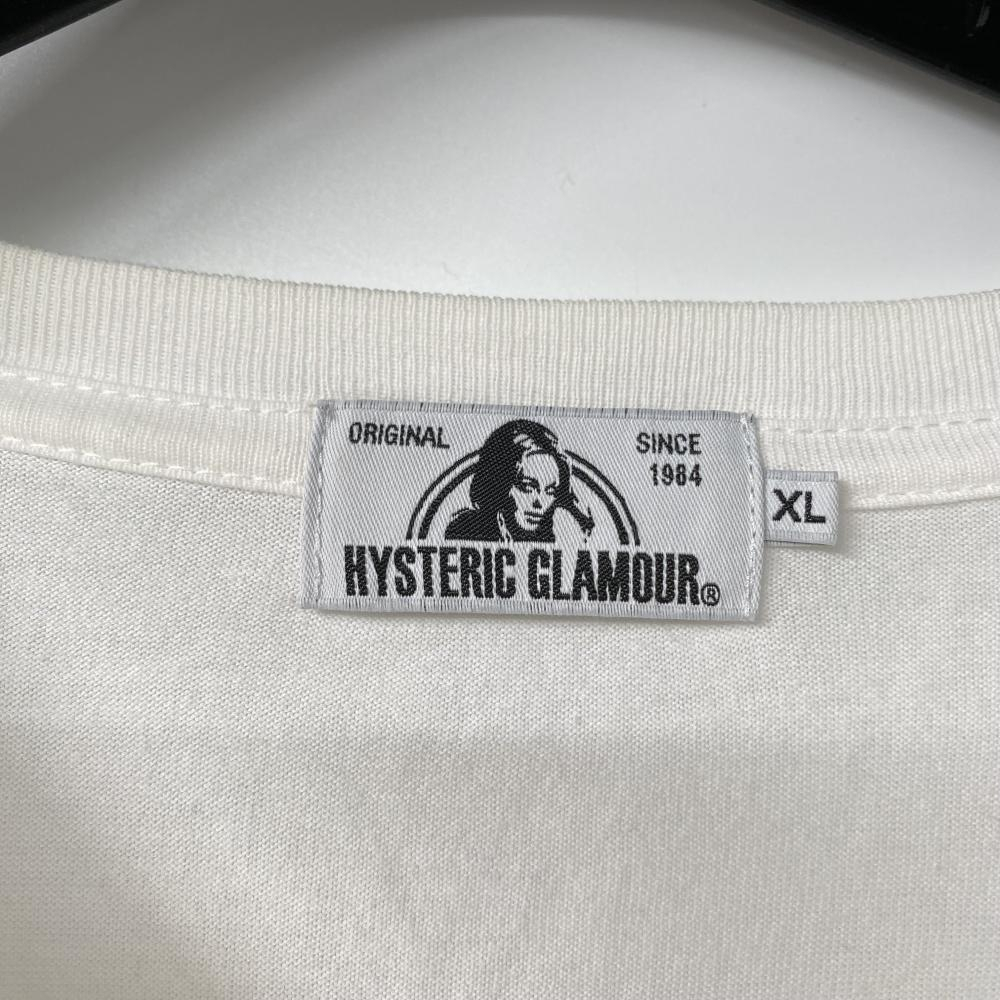 ORIGINAL
SINCE
1984
HYSTERIC GLAMOUR®
XL